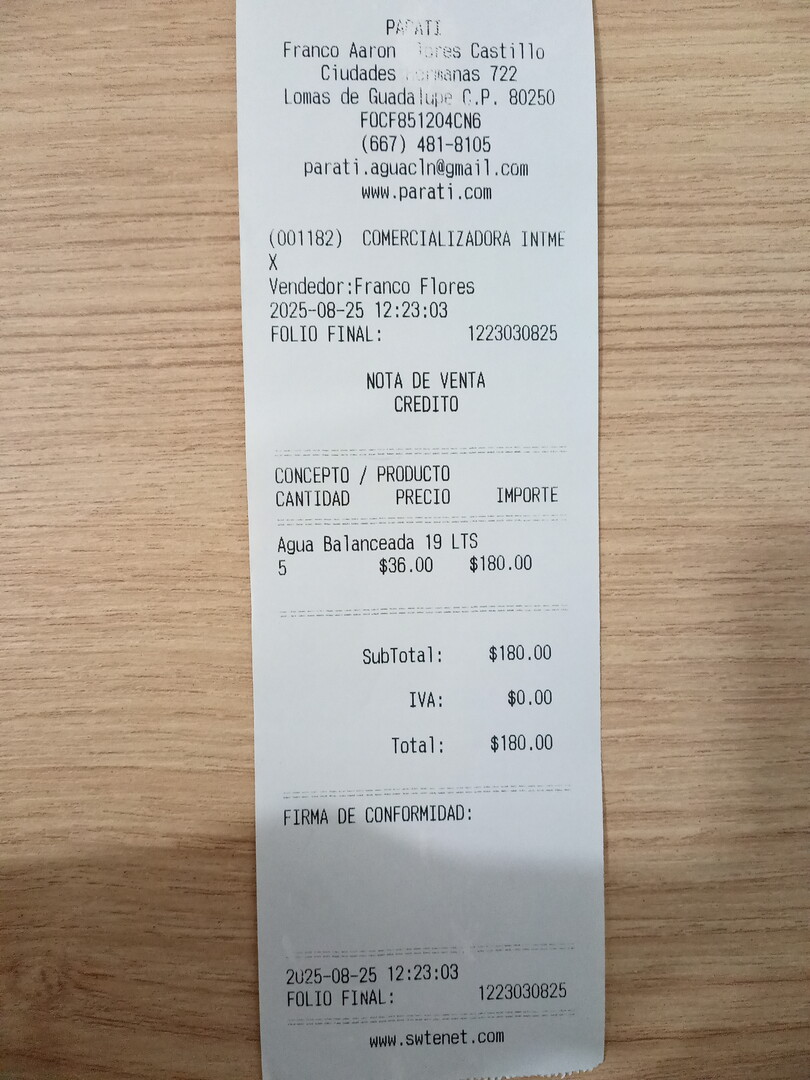 PARATI
Franco Aaron Flores Castillo
Ciudades Hermanas 722
Lomas de Guadalupe C.P. 80250
FOCF851204CN6
(667) 481-8105
parati.aguacln@gmail.com
www.parati.com
(001182) COMERCIALIZADORA INTME
X
Vendedor:Franco Flores
2025-08-25 12:23:03
FOLIO FINAL: 1223030825
NOTA DE VENTA
CREDITO
CONCEPTO / PRODUCTO
CANTIDAD PRECIO IMPORTE
Agua Balanceada 19 LTS
5 $36.00 $180.00
SubTotal: $180.00
IVA: $0.00
Total: $180.00
FIRMA DE CONFORMIDAD:
2025-08-25 12:23:03
FOLIO FINAL: 1223030825
www.swtenet.com